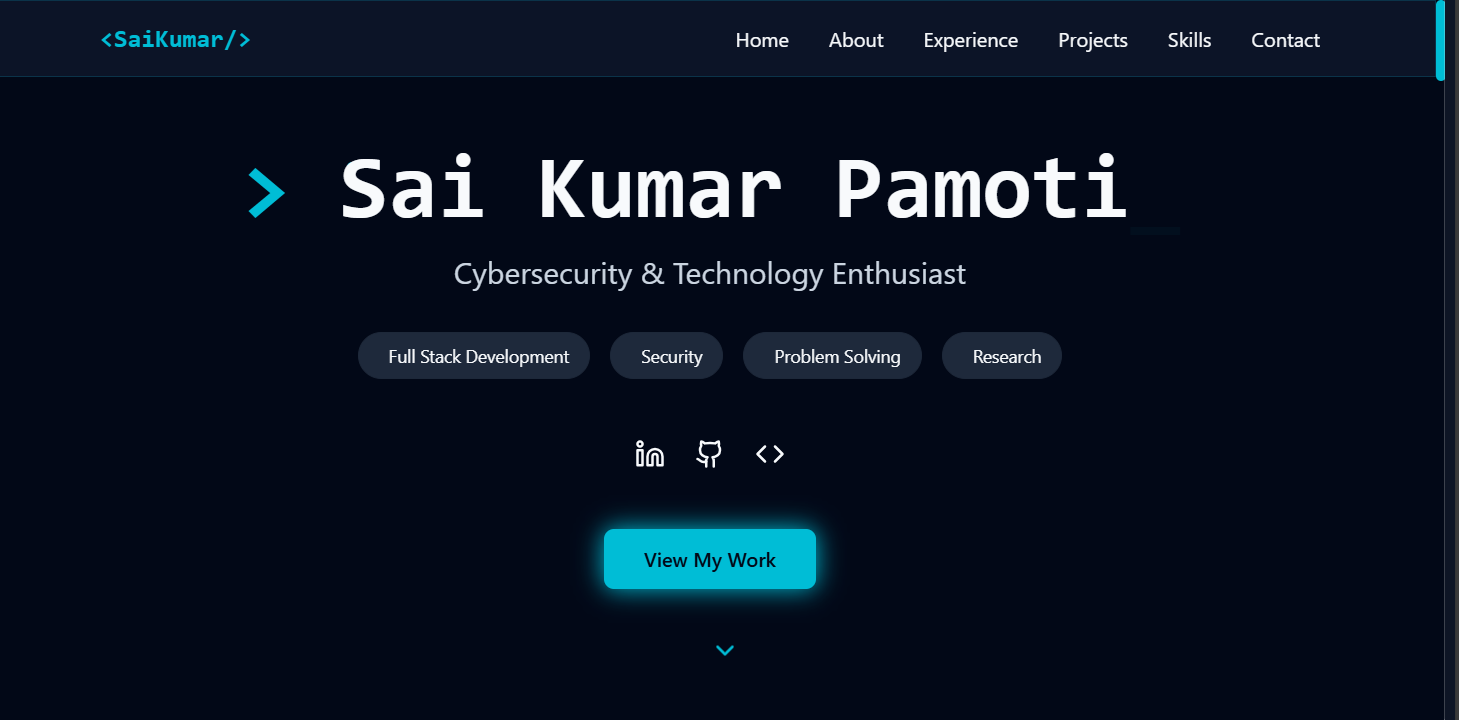 <SaiKumar/>
Home About Experience Projects Skills Contact
> Sai Kumar Pamoti_
Cybersecurity & Technology Enthusiast
Full Stack Development Security Problem Solving Research
View My Work